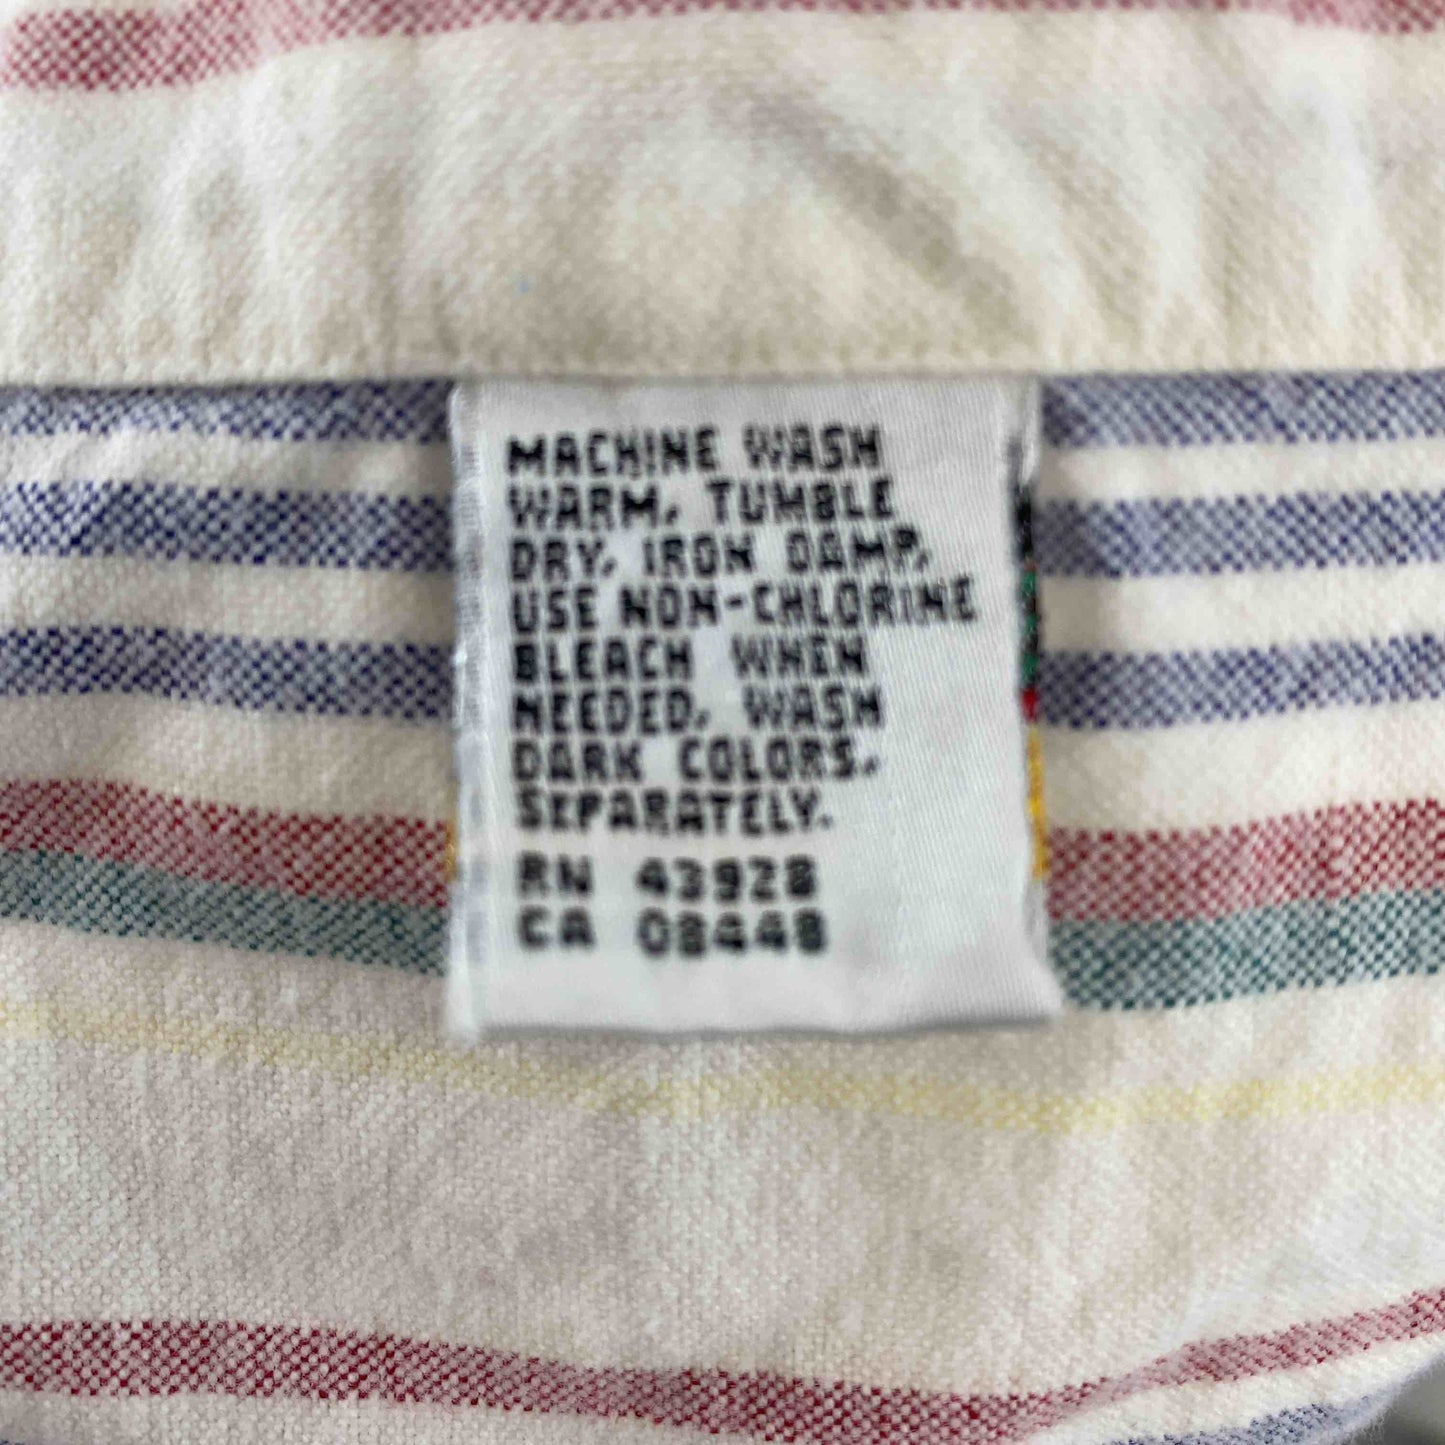 MACHINE WASH
WARM, TUMBLE
DRY, IRON DAMP,
USE NON-CHLORINE
BLEACH WHEN
NEEDED, WASH
DARK COLORS,
SEPARATELY.
RN 43928
CA 08448